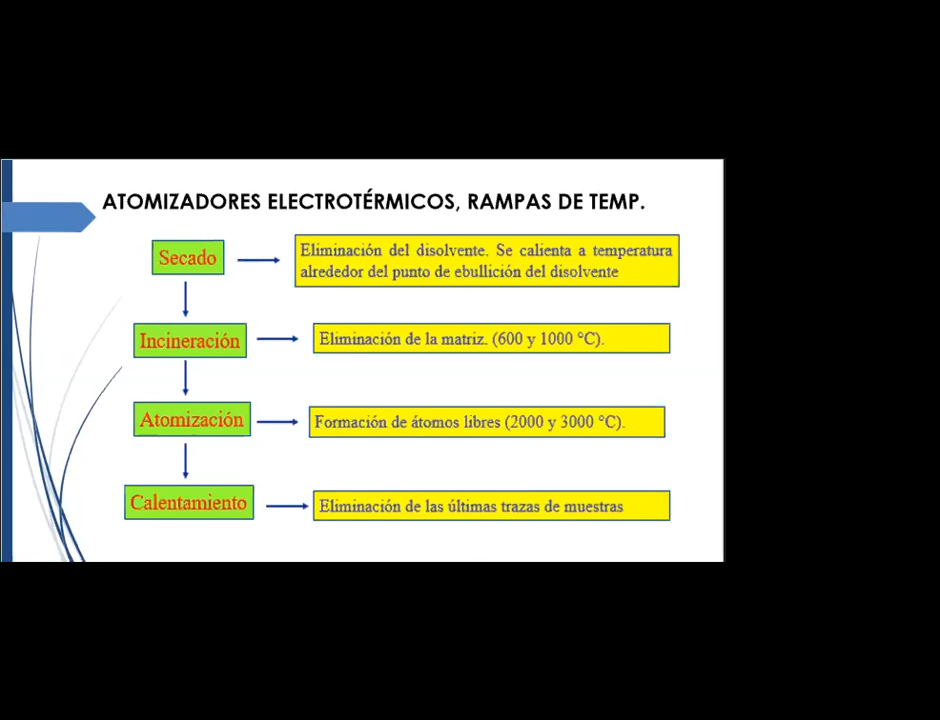 ATOMIZADORES ELECTROTÉRMICOS, RAMPAS DE TEMP.
Secado
Eliminación del disolvente. Se calienta a temperatura
alrededor del punto de ebullición del disolvente
Incineración
Eliminación de la matriz. (600 y 1000 °C).
Atomización
Formación de átomos libres (2000 y 3000 °C).
Calentamiento
Eliminación de las últimas trazas de muestras